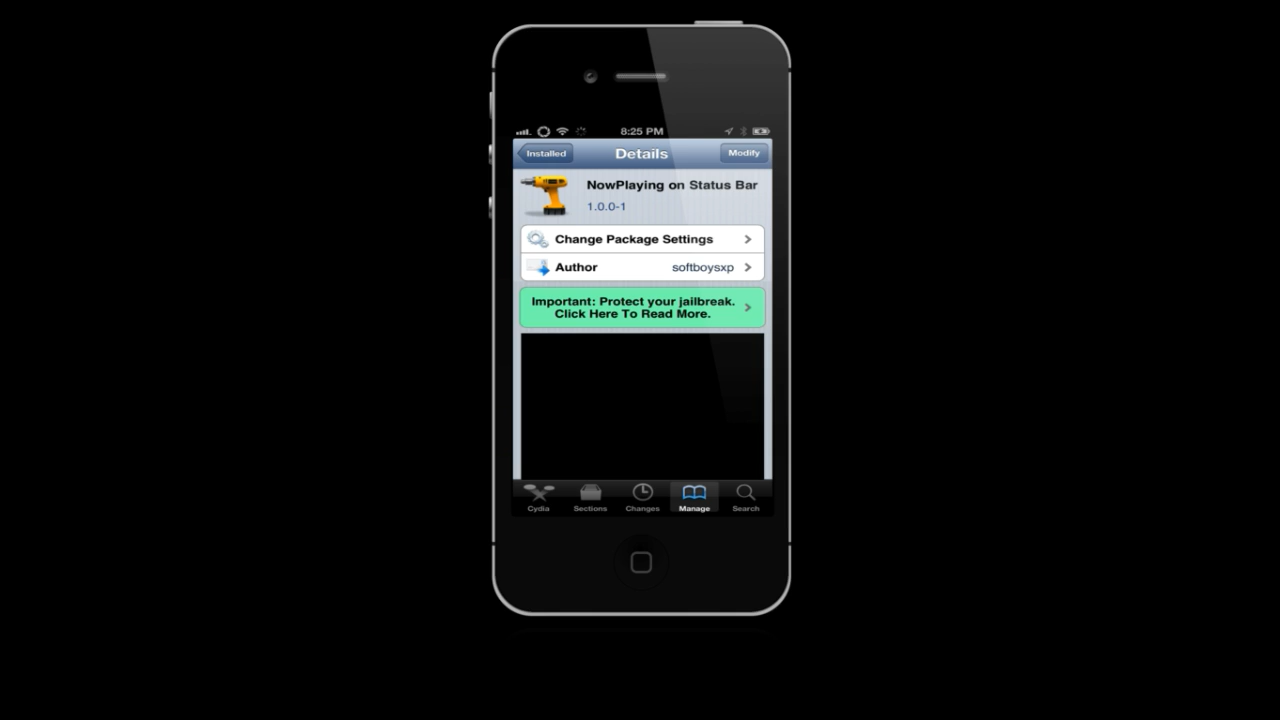 8:25 PM
Installed
Details
Modify
NowPlaying on Status Bar
1.0.0-1
Change Package Settings
Author
softboysxp
Important: Protect your jailbreak.
Click Here To Read More.
Cydia
Sections
Changes
Manage
Search